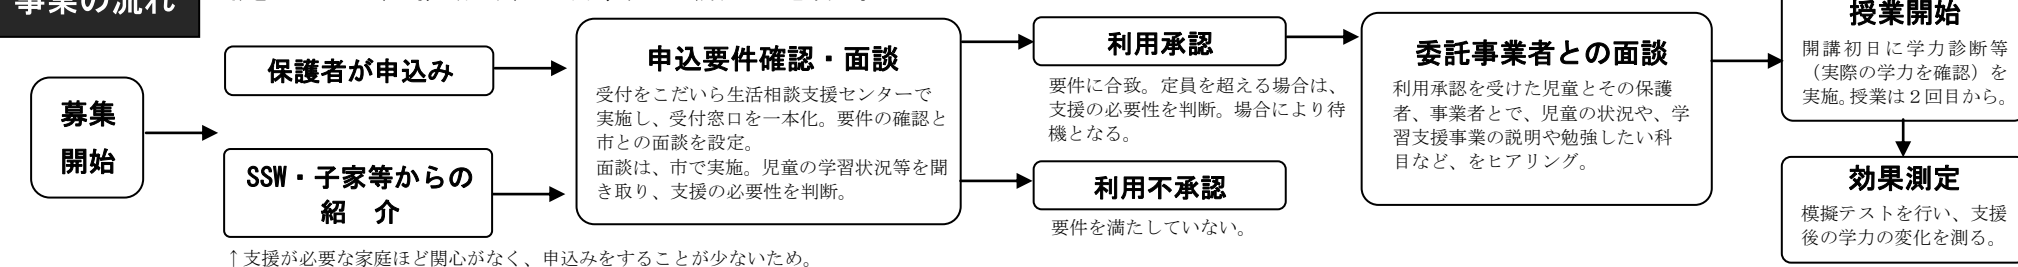 事業の流れ
募集
開始
保護者が申込み
SSW・子家等からの
紹　介
↑支援が必要な家庭ほど関心がなく、申込みをすることが少ないため。
申込要件確認・面談
受付をこだいら生活相談支援センターで
実施し、受付窓口を一本化。要件の確認と
市との面談を設定。
面談は、市で実施。児童の学習状況等を聞
き取り、支援の必要性を判断。
利用承認
要件に合致。定員を超える場合は、
支援の必要性を判断。場合により待
機となる。
利用不承認
要件を満たしていない。
委託事業者との面談
利用承認を受けた児童とその保護
者、事業者とで、児童の状況や、学
習支援事業の説明や勉強したい科
目など、をヒアリング。
授業開始
開講初日に学力診断等
（実際の学力を確認）を
実施。授業は２回目から。
効果測定
模擬テストを行い、支援
後の学力の変化を測る。